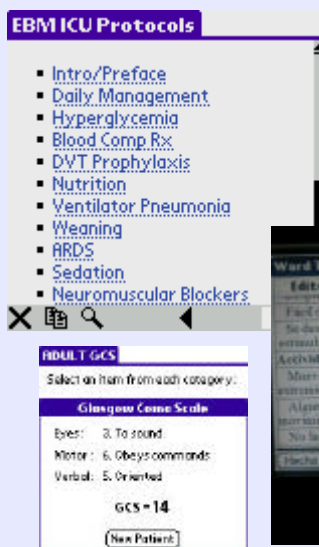 EBM ICU Protocols
Intro/Preface
Daily Management
Hyperglycemia
Blood Comp Rx
DVT Prophylaxis
Nutrition
Ventilator Pneumonia
Weaning
ARDS
Sedation
Neuromuscular Blockers
ADULT GCS
Select an item from each category:
Glasgow Coma Scale
Eyes: 3. To sound
Motor: 6. Obeys commands
Verbal: 5. Oriented
GCS = 14
New Patient
Word